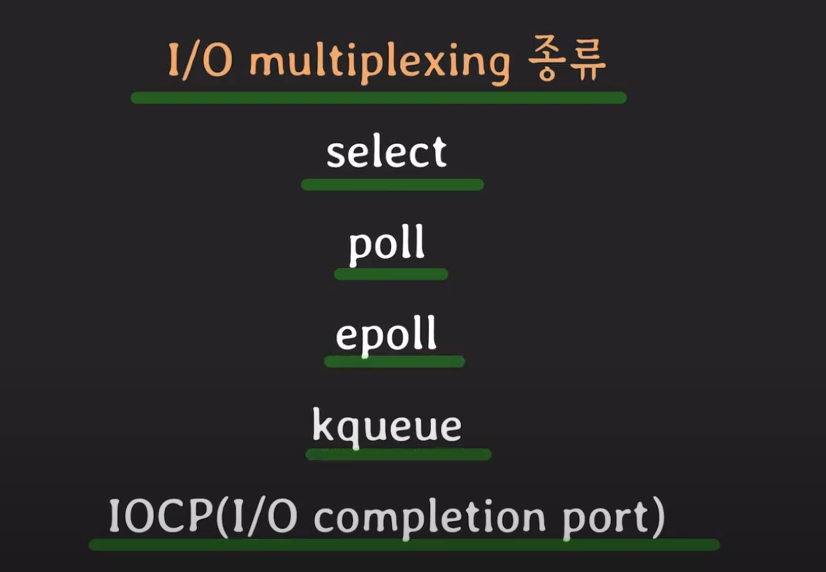 I/O multiplexing 종류
select
poll
epoll
kqueue
IOCP(I/O completion port)